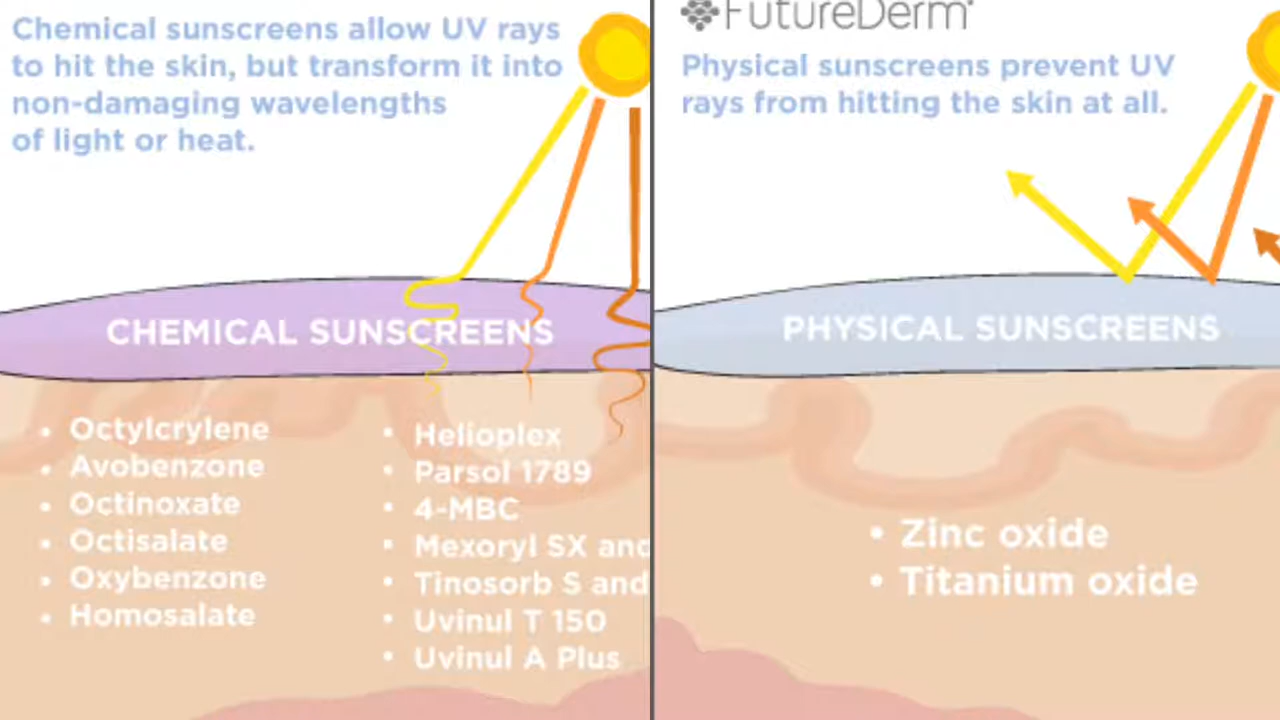 Chemical sunscreens allow UV rays
to hit the skin, but transform it into
non-damaging wavelengths
of light or heat.
CHEMICAL SUNSCREENS
• Octylcrylene
• Avobenzone
• Octinoxate
• Octisalate
• Oxybenzone
• Homosalate
• Helioplex
• Parsol 1789
• 4-MBC
• Mexoryl SX and
• Tinosorb S and
• Uvinul T 150
• Uvinul A Plus
FutureDerm
Physical sunscreens prevent UV
rays from hitting the skin at all.
PHYSICAL SUNSCREENS
• Zinc oxide
• Titanium oxide